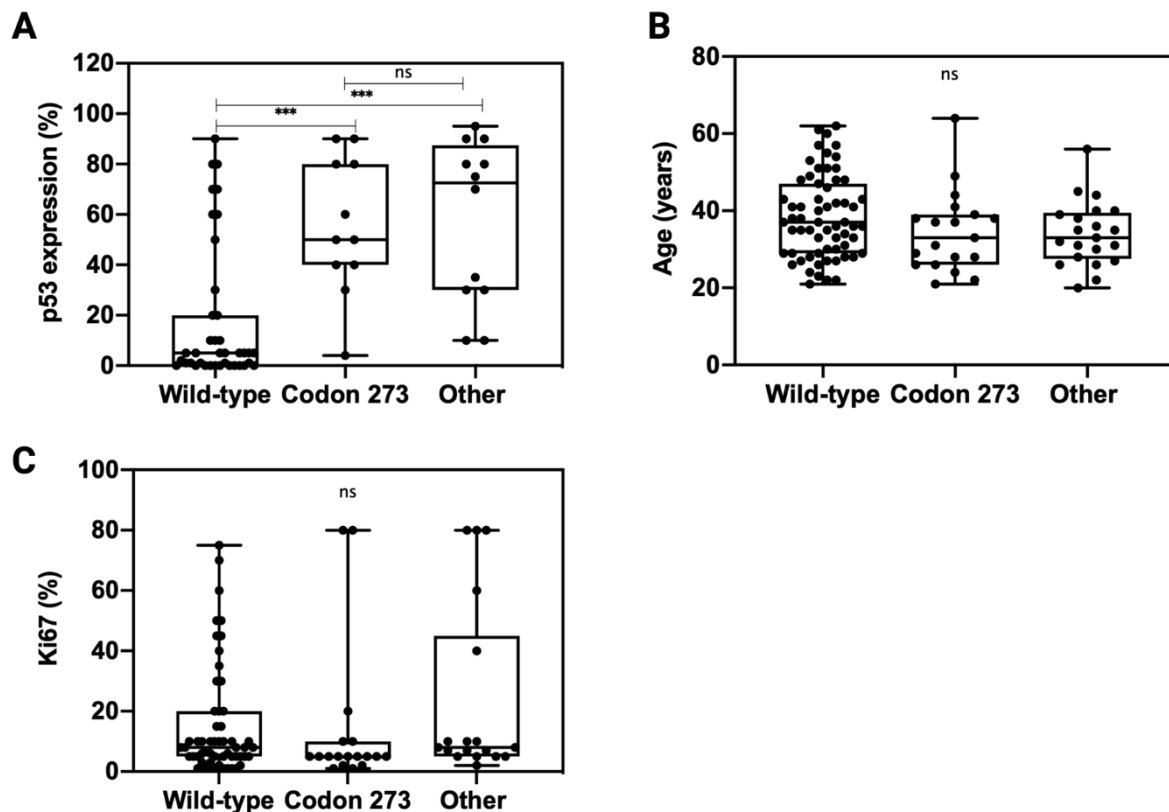 A
p53 expression (%)
120
100
80
60
40
20
0
ns
***
***
Wild-type Codon 273 Other
B
Age (years)
80
60
40
20
0
ns
Wild-type Codon 273 Other
C
Ki67 (%)
100
80
60
40
20
0
ns
Wild-type Codon 273 Other